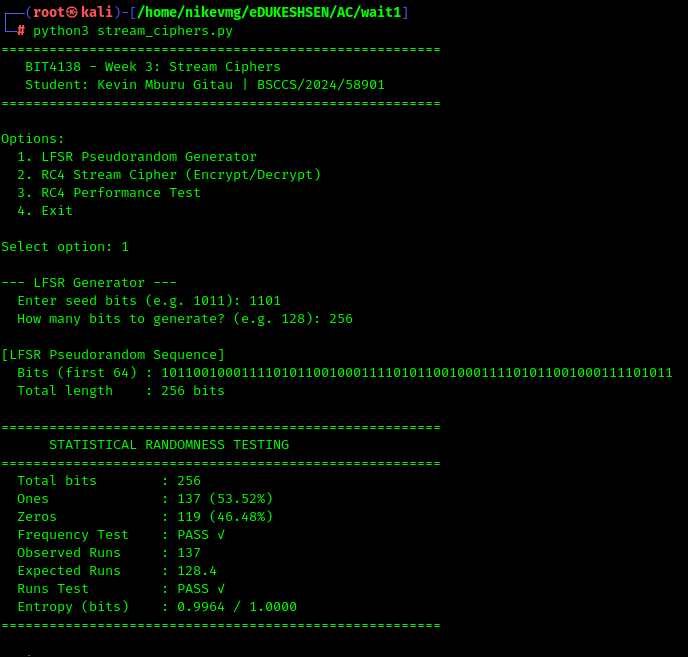 ┌──(root㉿kali)-[/home/nikevmg/eDUKESHSEN/AC/wait1]
└─# python3 stream_ciphers.py
=======================================================
   BIT4138 - Week 3: Stream Ciphers
   Student: Kevin Mburu Gitau | BSCCS/2024/58901
=======================================================
Options:
  1. LFSR Pseudorandom Generator
  2. RC4 Stream Cipher (Encrypt/Decrypt)
  3. RC4 Performance Test
  4. Exit
Select option: 1
--- LFSR Generator ---
  Enter seed bits (e.g. 1011): 1101
  How many bits to generate? (e.g. 128): 256
[LFSR Pseudorandom Sequence]
  Bits (first 64) : 1011001000111101011001000111101011001000111101011001000111101011
  Total length    : 256 bits
=======================================================
      STATISTICAL RANDOMNESS TESTING
=======================================================
  Total bits        : 256
  Ones              : 137 (53.52%)
  Zeros             : 119 (46.48%)
  Frequency Test    : PASS √
  Observed Runs     : 137
  Expected Runs     : 128.4
  Runs Test         : PASS √
  Entropy (bits)    : 0.9964 / 1.0000
=======================================================